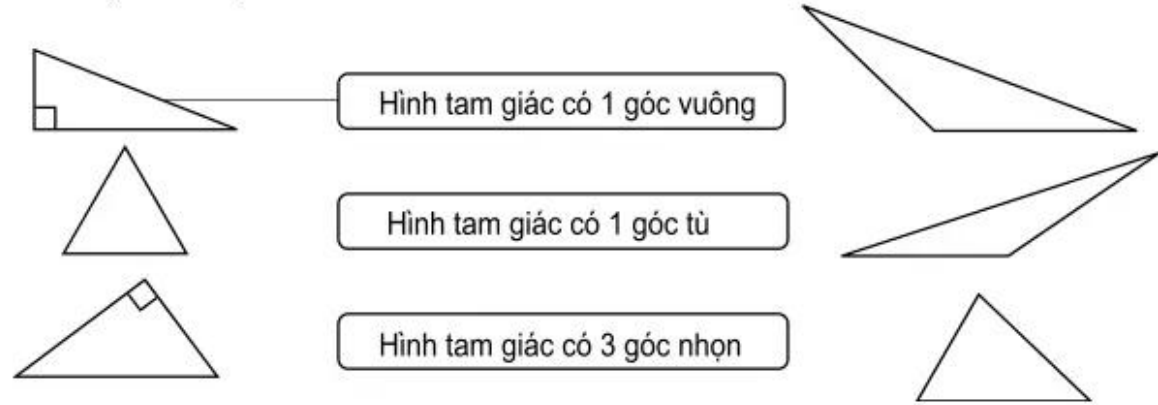 Hình tam giác có 1 góc vuông
Hình tam giác có 1 góc tù
Hình tam giác có 3 góc nhọn